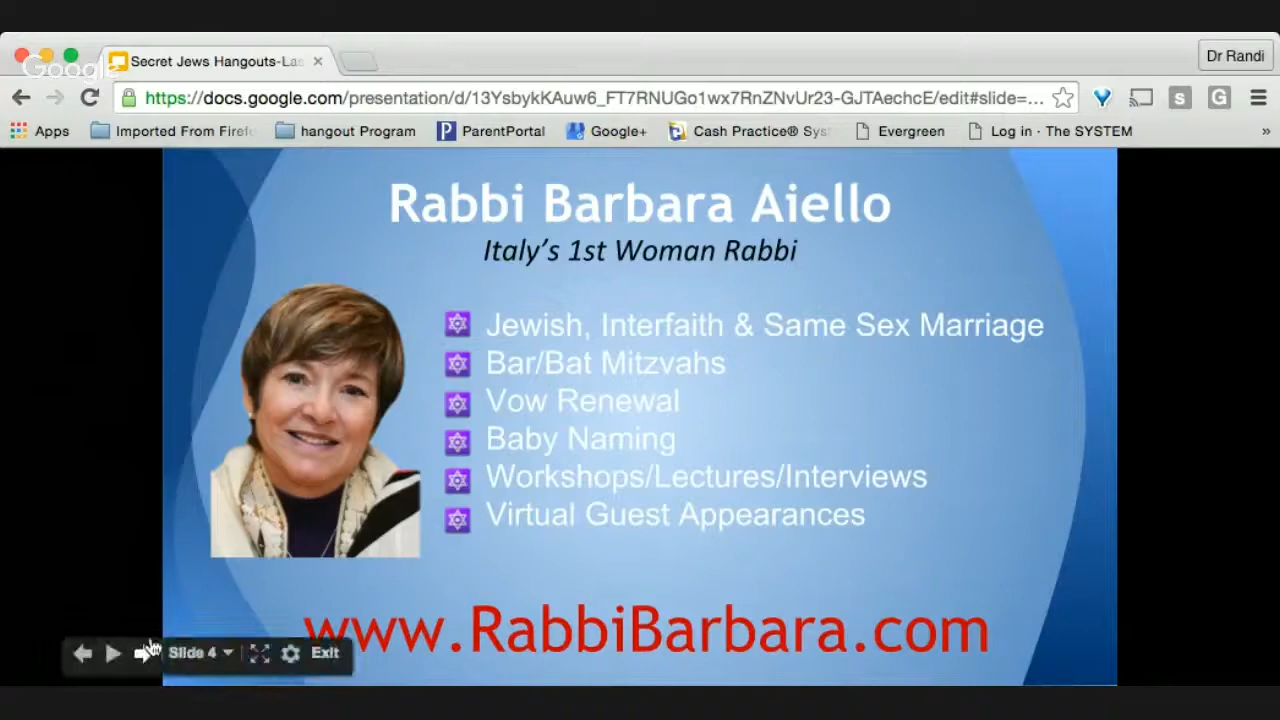 Secret Jews Hangouts-Las
Dr Randi
Google
https://docs.google.com/presentation/d/13YsbykKAuw6_FT7RNUGo1wx7RnZNvUr23-GJTAechcE/edit#slide=...
Apps Imported From Firefo hangout Program ParentPortal Google+ Cash Practice® Sys Evergreen Log in · The SYSTEM »
Rabbi Barbara Aiello
Italy's 1st Woman Rabbi
Jewish, Interfaith & Same Sex Marriage
Bar/Bat Mitzvahs
Vow Renewal
Baby Naming
Workshops/Lectures/Interviews
Virtual Guest Appearances
www.RabbiBarbara.com
Slide 4 Exit